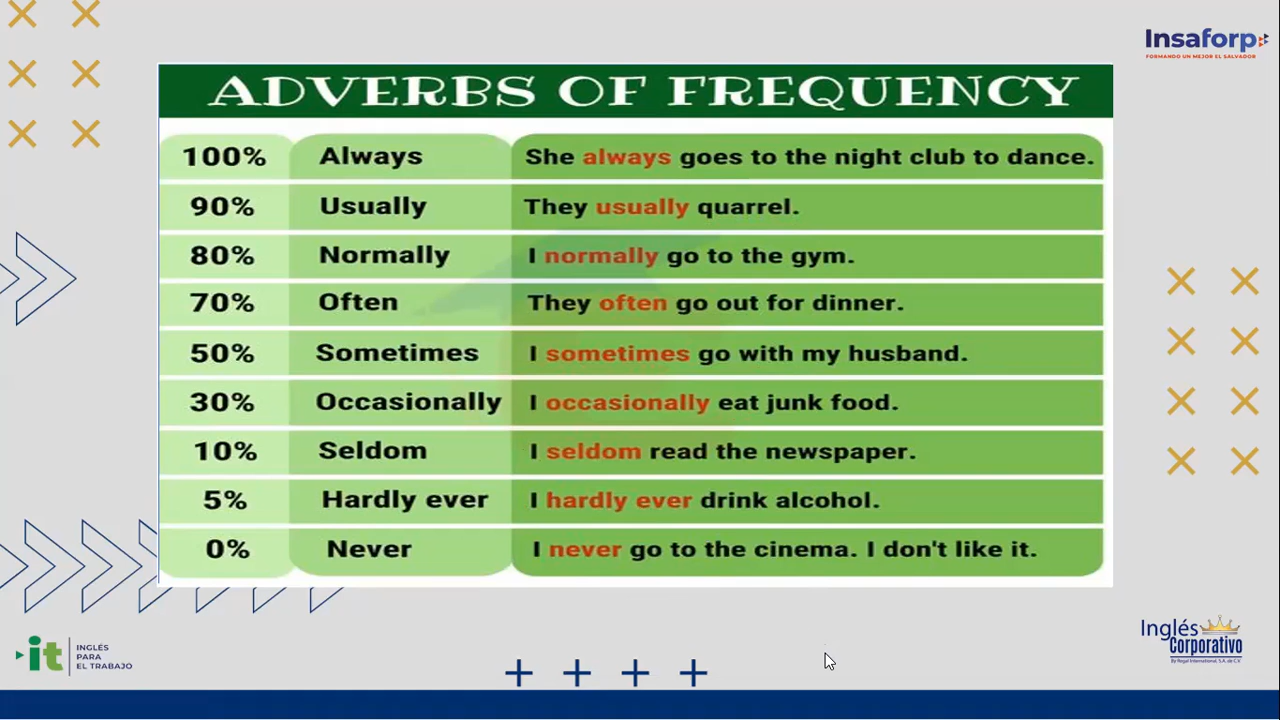 Insaforp
FORMANDO UN MEJOR EL SALVADOR
ADVERBS OF FREQUENCY
100% Always She always goes to the night club to dance.
90% Usually They usually quarrel.
80% Normally I normally go to the gym.
70% Often They often go out for dinner.
50% Sometimes I sometimes go with my husband.
30% Occasionally I occasionally eat junk food.
10% Seldom I seldom read the newspaper.
5% Hardly ever I hardly ever drink alcohol.
0% Never I never go to the cinema. I don't like it.
it
INGLÉS
PARA
EL TRABAJO
Inglés
Corporativo
By Regal International, S.A. de C.V